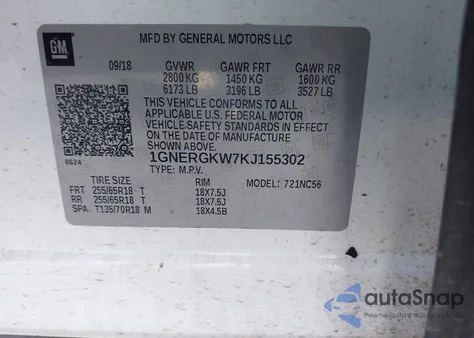 GM
MFD BY GENERAL MOTORS LLC
09/18 GVWR GAWR FRT GAWR RR
2800 KG 1450 KG 1600 KG
6173 LB 3196 LB 3527 LB
THIS VEHICLE CONFORMS TO ALL
APPLICABLE U.S. FEDERAL MOTOR
VEHICLE SAFETY STANDARDS IN EFFECT
ON THE DATE OF MANUFACTURE
SHOWN ABOVE.
1GNERGKW7KJ155302
8624
TYPE: M.P.V.
TIRE SIZE RIM MODEL: 721NC56
FRT 255/65R18 T 18X7.5J
RR 255/65R18 T 18X7.5J
SPA T135/70R18 M 18X4.5B
autoSnap